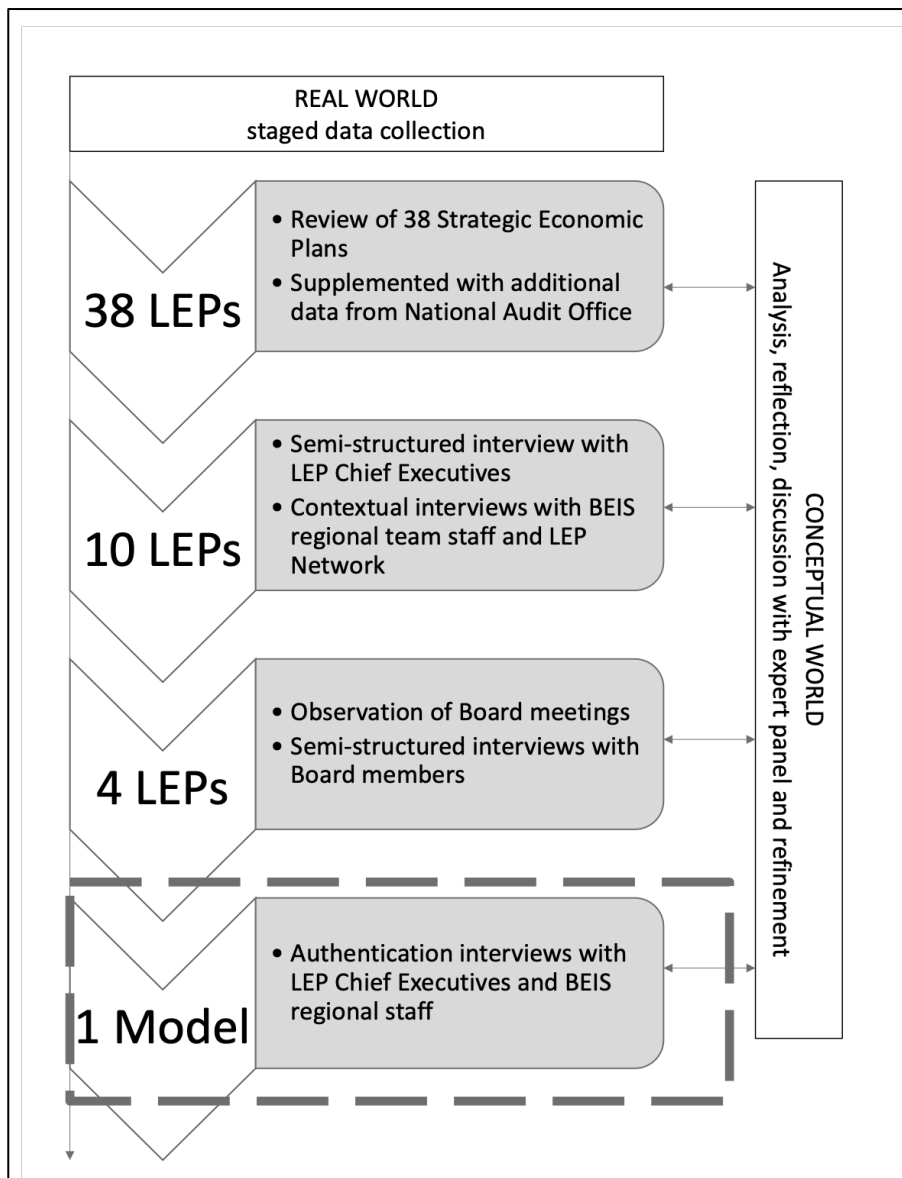 REAL WORLD
staged data collection
38 LEPs
• Review of 38 Strategic Economic
Plans
• Supplemented with additional
data from National Audit Office
10 LEPs
• Semi-structured interview with
LEP Chief Executives
• Contextual interviews with BEIS
regional team staff and LEP
Network
4 LEPs
• Observation of Board meetings
• Semi-structured interviews with
Board members
1 Model
• Authentication interviews with
LEP Chief Executives and BEIS
regional staff
CONCEPTUAL WORLD
Analysis, reflection, discussion with expert panel and refinement